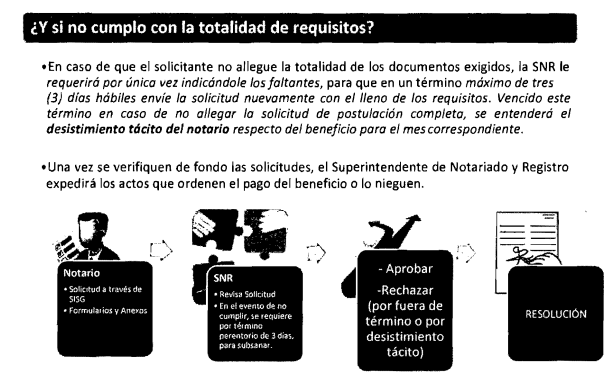 ¿Y si no cumplo con la totalidad de requisitos?
•En caso de que el solicitante no allegue la totalidad de los documentos exigidos, la SNR le
requerirá por única vez indicándole los faltantes, para que en un término máximo de tres
(3) días hábiles envíe la solicitud nuevamente con el lleno de los requisitos. Vencido este
término en caso de no allegar la solicitud de postulación completa, se entenderá el
desistimiento tácito del notario respecto del beneficio para el mes correspondiente.
•Una vez se verifiquen de fondo las solicitudes, el Superintendente de Notariado y Registro
expedirá los actos que ordenen el pago del beneficio o lo nieguen.
Notario
• Solicitud a través de
SISG
• Formularios y Anexos
SNR
• Revisa Solicitud
• En el evento de no
cumplir, se requiere
por término
perentorio de 3 días,
para subsanar.
- Aprobar
-Rechazar
(por fuera de
término o por
desistimiento
tácito)
RESOLUCIÓN